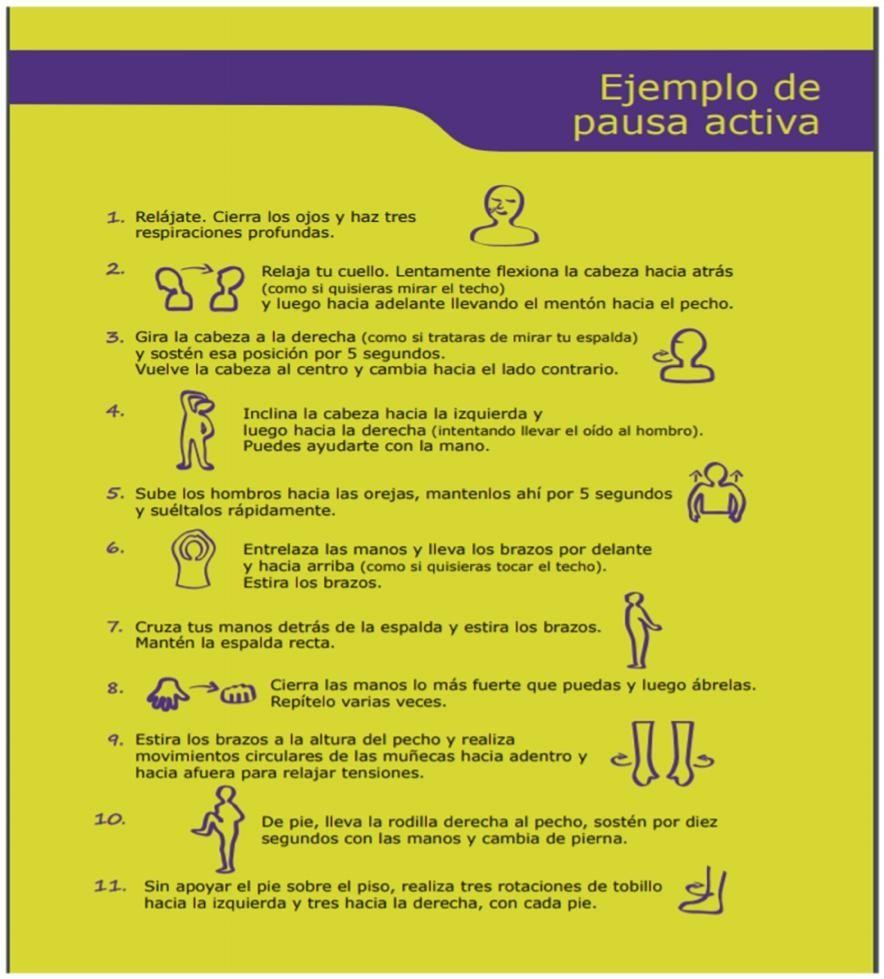 Ejemplo de
pausa activa
1. Relájate. Cierra los ojos y haz tres
respiraciones profundas.
2. Relaja tu cuello. Lentamente flexiona la cabeza hacia atrás
(como si quisieras mirar el techo)
y luego hacia adelante llevando el mentón hacia el pecho.
3. Gira la cabeza a la derecha (como si trataras de mirar tu espalda)
y sostén esa posición por 5 segundos.
Vuelve la cabeza al centro y cambia hacia el lado contrario.
4. Inclina la cabeza hacia la izquierda y
luego hacia la derecha (intentando llevar el oído al hombro).
Puedes ayudarte con la mano.
5. Sube los hombros hacia las orejas, mantenlos ahí por 5 segundos
y suéltalos rápidamente.
6. Entrelaza las manos y lleva los brazos por delante
y hacia arriba (como si quisieras tocar el techo).
Estira los brazos.
7. Cruza tus manos detrás de la espalda y estira los brazos.
Mantén la espalda recta.
8. Cierra las manos lo más fuerte que puedas y luego ábrelas.
Repítelo varias veces.
9. Estira los brazos a la altura del pecho y realiza
movimientos circulares de las muñecas hacia adentro y
hacia afuera para relajar tensiones.
10. De pie, lleva la rodilla derecha al pecho, sostén por diez
segundos con las manos y cambia de pierna.
11. Sin apoyar el pie sobre el piso, realiza tres rotaciones de tobillo
hacia la izquierda y tres hacia la derecha, con cada pie.